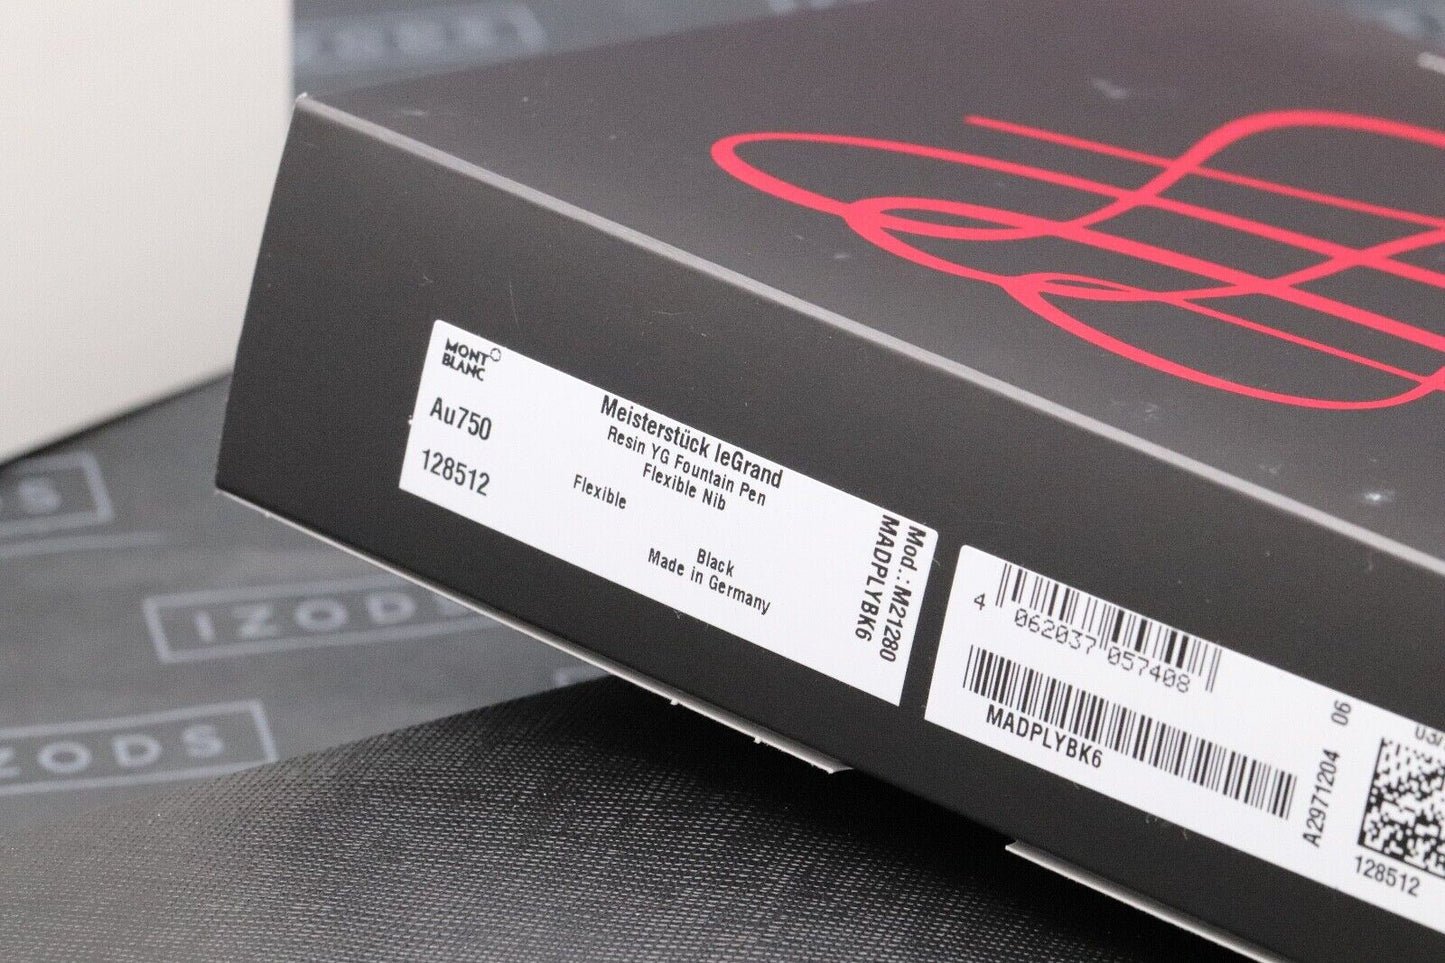 MONT
BLANC
Au750
128512
Meisterstück leGrand
Resin YG Fountain Pen
Flexible Nib
Flexible
Black
Made in Germany
Mod.:M21280
MADPLYBK6
4 062037 057408
MADPLYBK6
A2971204 06
03/
128512
IZODS
IZODS